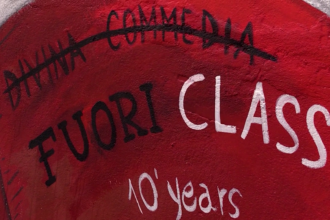 DIVINA COMMEDIA
FUORI CLASS
10' years